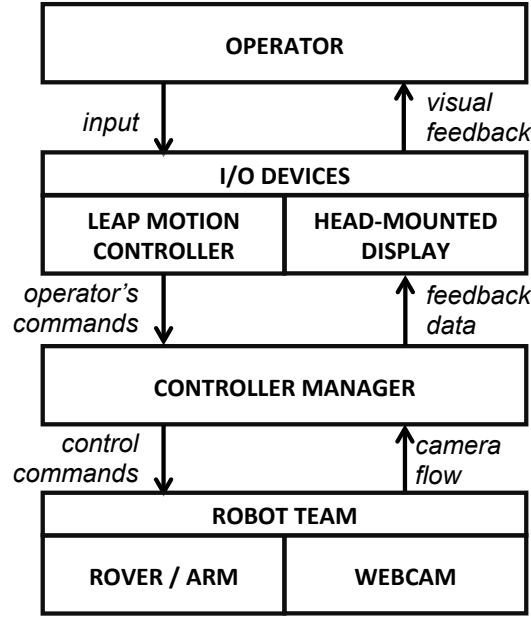 OPERATOR
input
visual
feedback
I/O DEVICES
LEAP MOTION
CONTROLLER
HEAD-MOUNTED
DISPLAY
operator’s
commands
feedback
data
CONTROLLER MANAGER
control
commands
camera
flow
ROBOT TEAM
ROVER / ARM
WEBCAM